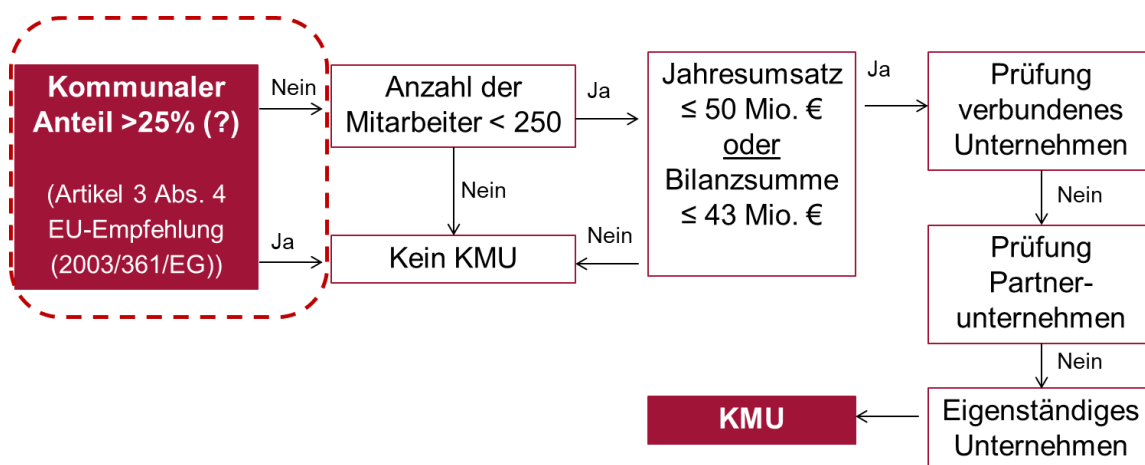 Kommunaler
Anteil >25% (?)
(Artikel 3 Abs. 4
EU-Empfehlung
(2003/361/EG))
Nein
Ja
Anzahl der
Mitarbeiter < 250
Ja
Nein
Kein KMU
Nein
Jahresumsatz
≤ 50 Mio. €
oder
Bilanzsumme
≤ 43 Mio. €
Ja
Prüfung
verbundenes
Unternehmen
Nein
Prüfung
Partner-
unternehmen
Nein
Eigenständiges
Unternehmen
KMU